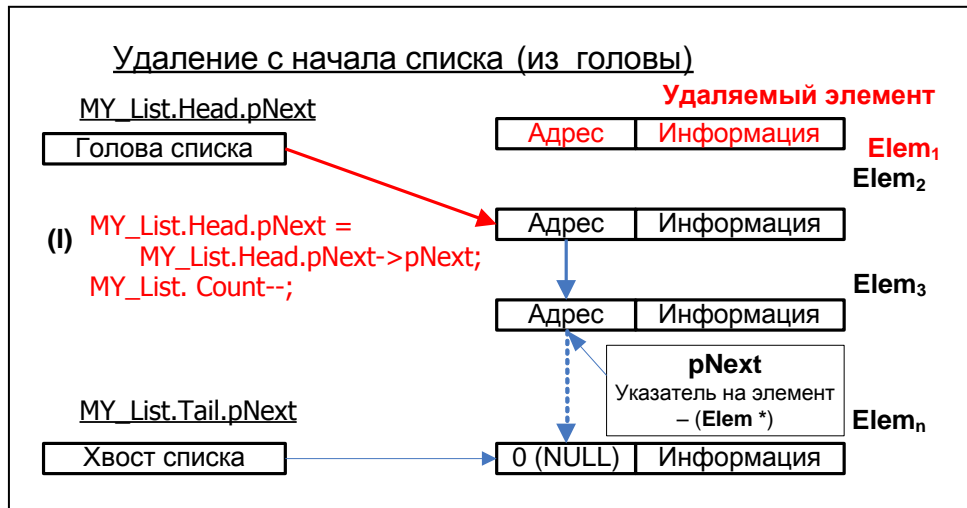 Удаление с начала списка (из головы)
MY_List.Head.pNext
Удаляемый элемент
Голова списка
Адрес Информация
Elem1
Elem2
(I)
MY_List.Head.pNext =
MY_List.Head.pNext->pNext;
MY_List. Count--;
Адрес Информация
Elem3
Адрес Информация
pNext
Указатель на элемент
– (Elem *)
MY_List.Tail.pNext
Elemn
Хвост списка
0 (NULL) Информация